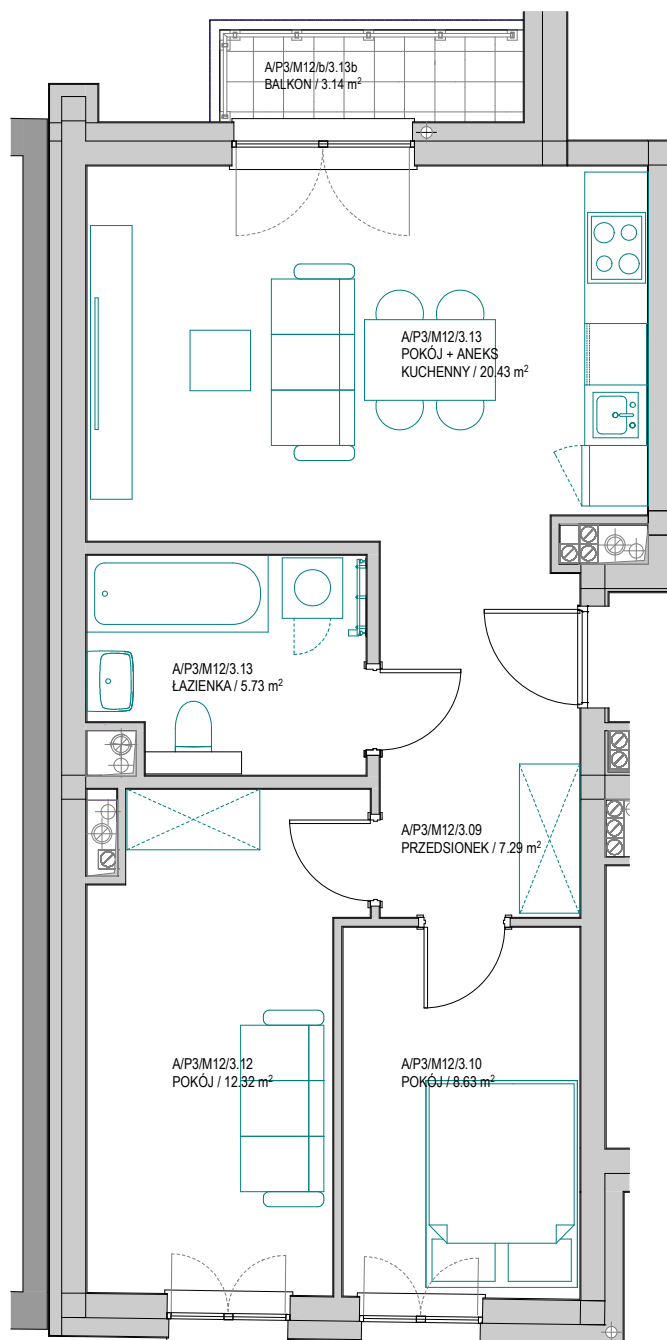 A/P3/M12/b/3.13b
BALKON / 3.14 m²
A/P3/M12/3.13
POKÓJ + ANEKS
KUCHENNY / 20.43 m²
A/P3/M12/3.13
ŁAZIENKA / 5.73 m²
A/P3/M12/3.09
PRZEDSIONEK / 7.29 m²
A/P3/M12/3.12
POKÓJ / 12.32 m²
A/P3/M12/3.10
POKÓJ / 8.63 m²